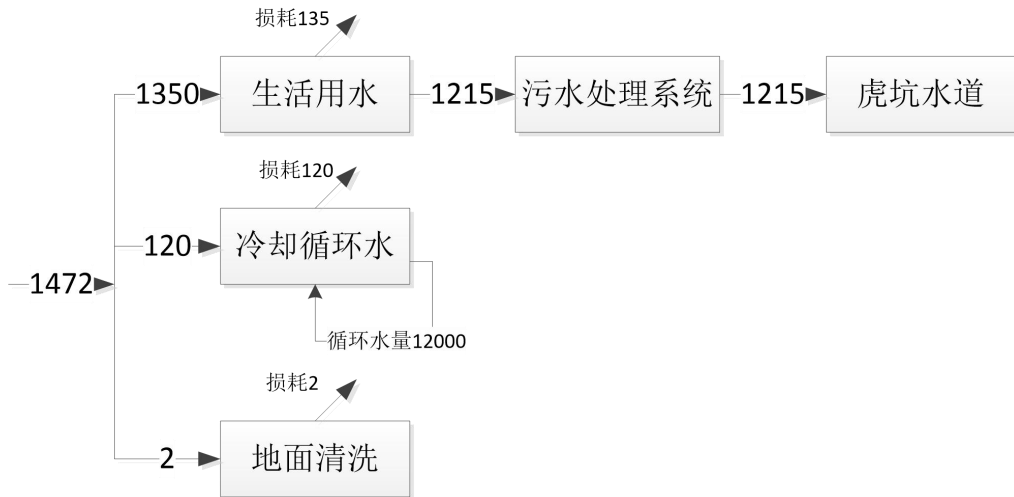 损耗135
1350
生活用水
1215
污水处理系统
1215
虎坑水道
损耗120
120
冷却循环水
1472
循环水量12000
损耗2
2
地面清洗